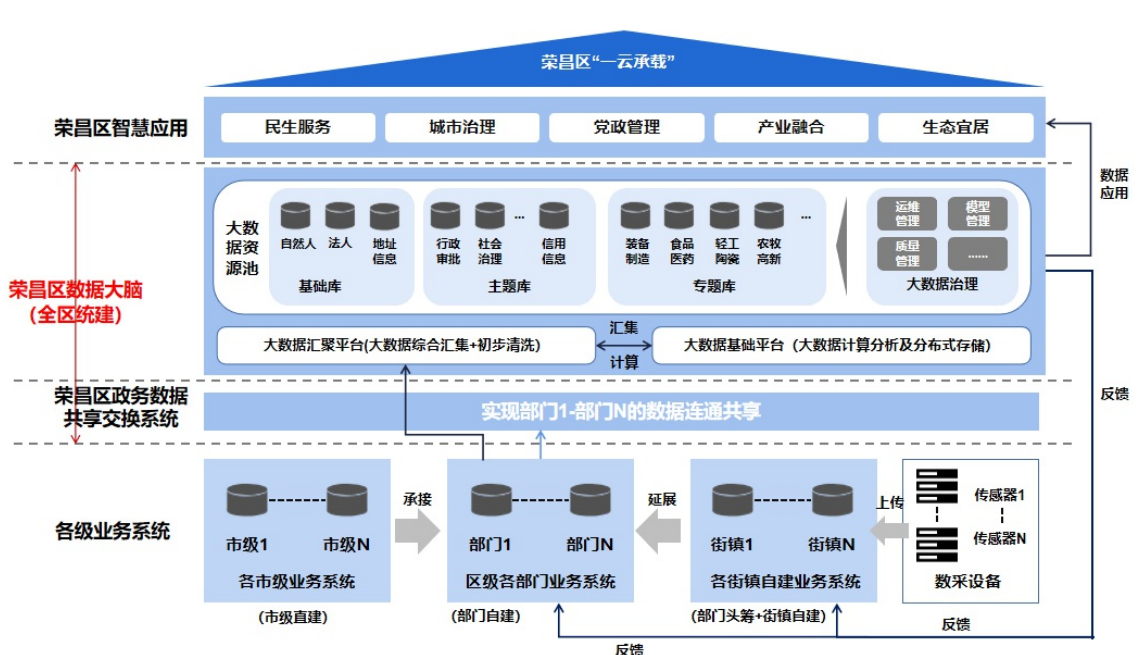 荣昌区“一云承载”
荣昌区智慧应用
民生服务
城市治理
党政管理
产业融合
生态宜居
数据
应用
大数
据资
源池
自然人
法人
地址
信息
基础库
行政
审批
社会
治理
...
信用
信息
主题库
装备
制造
食品
医药
轻工
陶瓷
农牧
高新
...
专题库
运维
管理
模型
管理
质量
管理
......
大数据治理
荣昌区数据大脑
(全区统建)
大数据汇聚平台(大数据综合汇集+初步清洗)
汇集
计算
大数据基础平台（大数据计算分析及分布式存储）
反馈
荣昌区政务数据
共享交换系统
实现部门1-部门N的数据连通共享
各级业务系统
市级1
市级N
各市级业务系统
(市级直建)
承接
部门1
部门N
区级各部门业务系统
(部门自建)
延展
街镇1
街镇N
各街镇自建业务系统
(部门头筹+街镇自建)
上传
传感器1
传感器N
数采设备
反馈
反馈